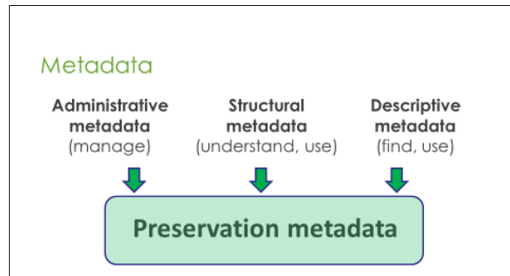 Metadata
Administrative metadata (manage)
Structural metadata (understand, use)
Descriptive metadata (find, use)
Preservation metadata